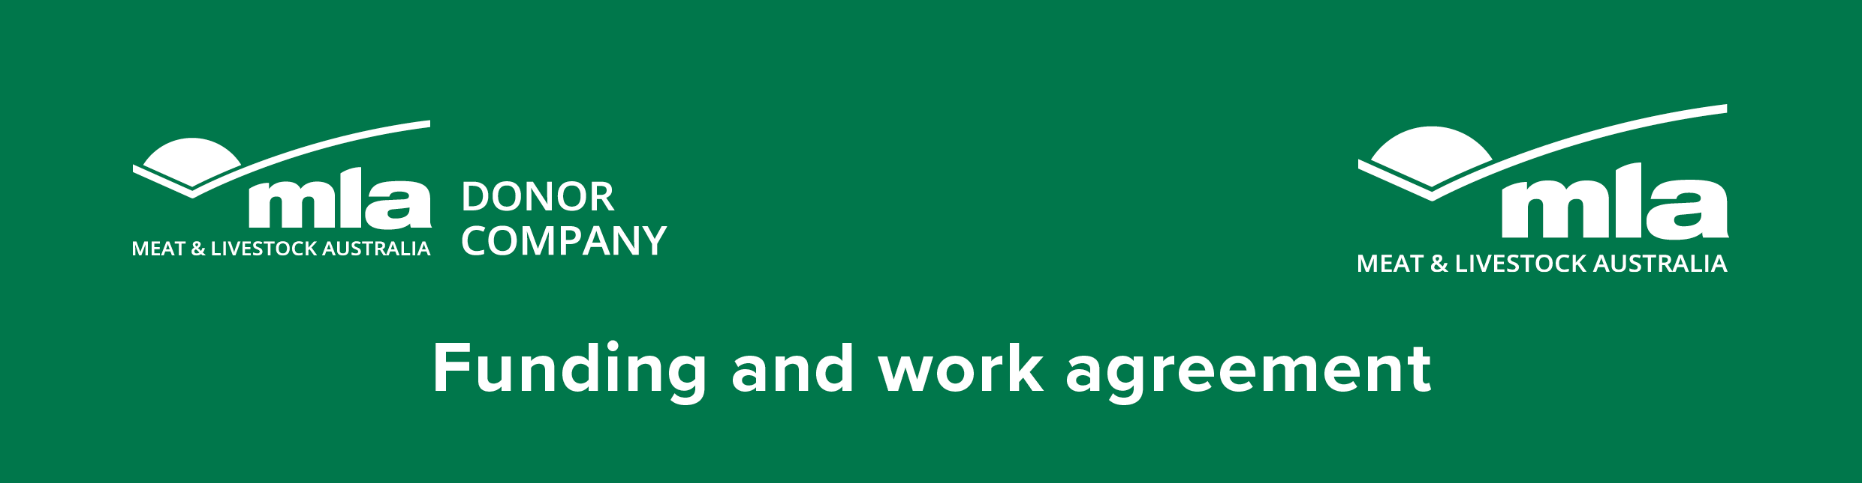 mla
MEAT & LIVESTOCK AUSTRALIA
DONOR
COMPANY
mla
MEAT & LIVESTOCK AUSTRALIA
Funding and work agreement